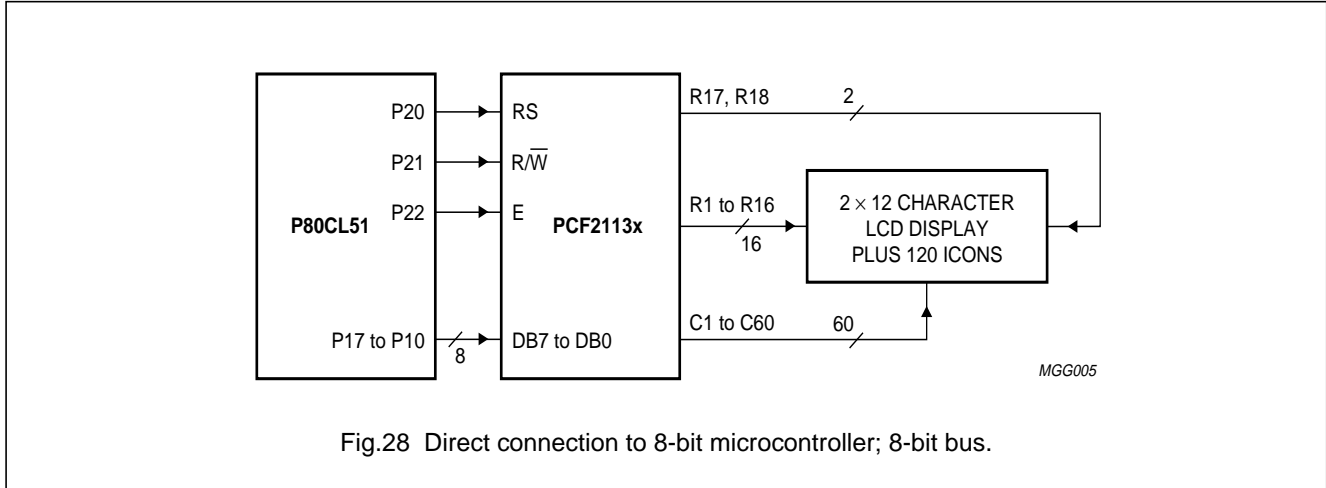 P80CL51
P20
P21
P22
P17 to P10
8
RS
R/W̅
E
PCF2113x
DB7 to DB0
R17, R18
2
R1 to R16
16
C1 to C60
60
2 × 12 CHARACTER
LCD DISPLAY
PLUS 120 ICONS
MGG005
Fig.28 Direct connection to 8-bit microcontroller; 8-bit bus.